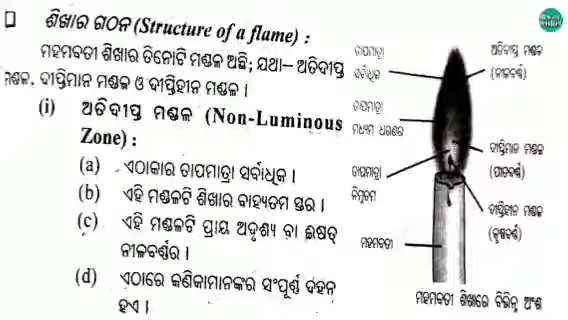 ଶିଖାର ଗଠନ (Structure of a flame) :
ମହମବତୀ ଶିଖାର ତିନୋଟି ମଣ୍ଡଳ ଅଛି; ଯଥା– ଅତିଦୀପ୍ତ
ମଣ୍ଡଳ, ଦୀପ୍ତିମାନ ମଣ୍ଡଳ ଓ ଦୀପ୍ତିହୀନ ମଣ୍ଡଳ ।
(i) ଅତିଦୀପ୍ତ ମଣ୍ଡଳ (Non-Luminous
Zone) :
(a) ଏଠାକାର ତାପମାତ୍ରା ସର୍ବାଧିକ ।
(b) ଏହି ମଣ୍ଡଳଟି ଶିଖାର ବାହ୍ୟତମ ସ୍ତର ।
(c) ଏହି ମଣ୍ଡଳଟି ପ୍ରାୟ ଅଦୃଶ୍ୟ ବା ଈଷତ୍
ନୀଳବର୍ଣ୍ଣର ।
(d) ଏଠାରେ କଣିକାମାନଙ୍କର ସଂପୂର୍ଣ୍ଣ ଦହନ
ହୁଏ ।
ତାପମାତ୍ରା
ସର୍ବାଧିକ
ତାପମାତ୍ରା
ମଧ୍ୟମ ଧରଣର
ତାପମାତ୍ରା
ନିମ୍ନତମ
ମହମବତୀ
ଅତିଦୀପ୍ତ ମଣ୍ଡଳ
(ନୀଳବର୍ଣ୍ଣ)
ଦୀପ୍ତିମାନ ମଣ୍ଡଳ
(ପୀତବର୍ଣ୍ଣ)
ଦୀପ୍ତିହୀନ ମଣ୍ଡଳ
(କୃଷ୍ଣବର୍ଣ୍ଣ)
ମହମବତୀ ଶିଖାରେ ବିଭିନ୍ନ ଅଂଶ